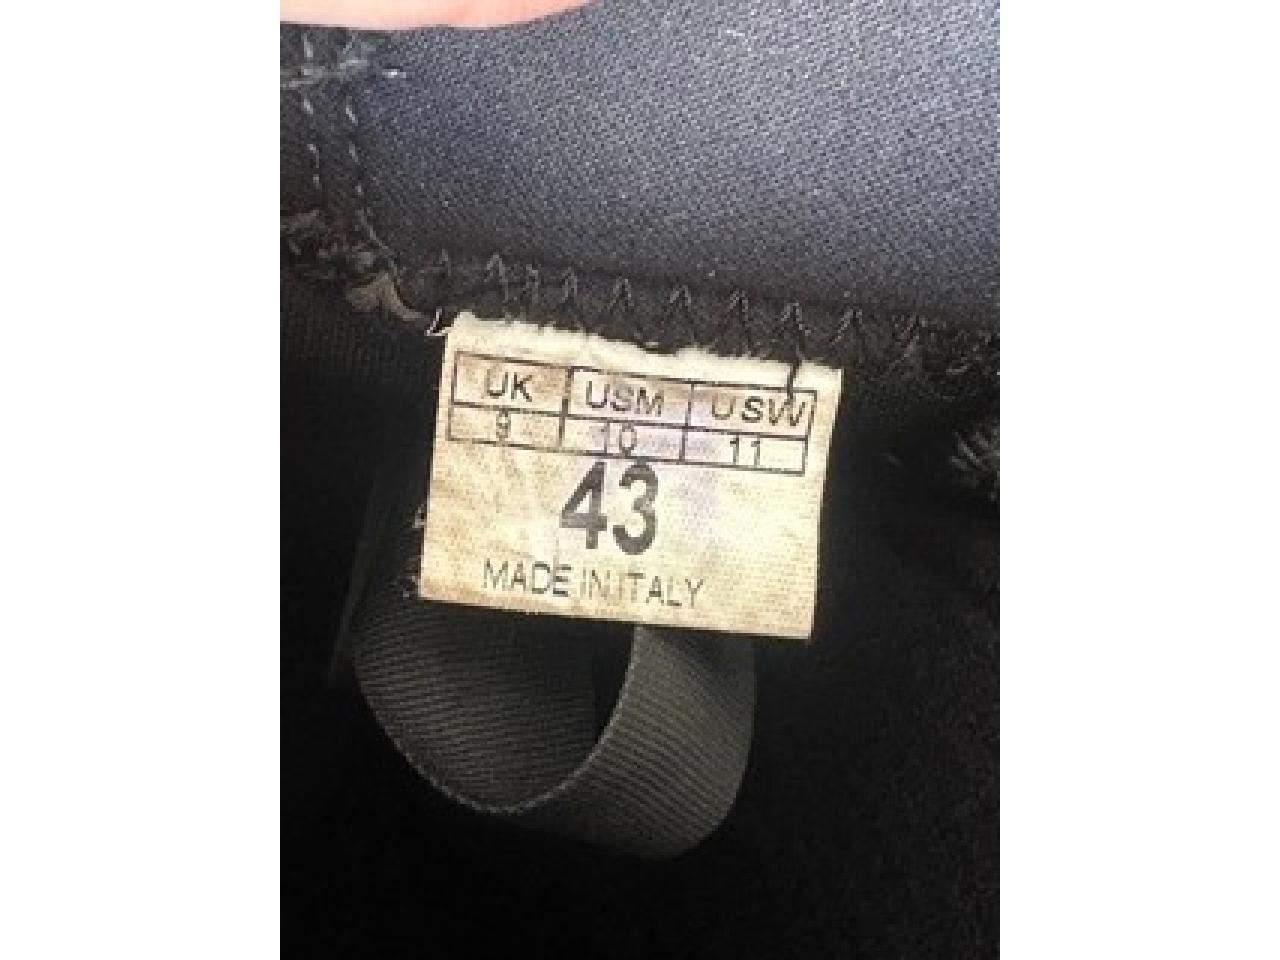 UK USM USW
9 10 11
43
MADE IN ITALY